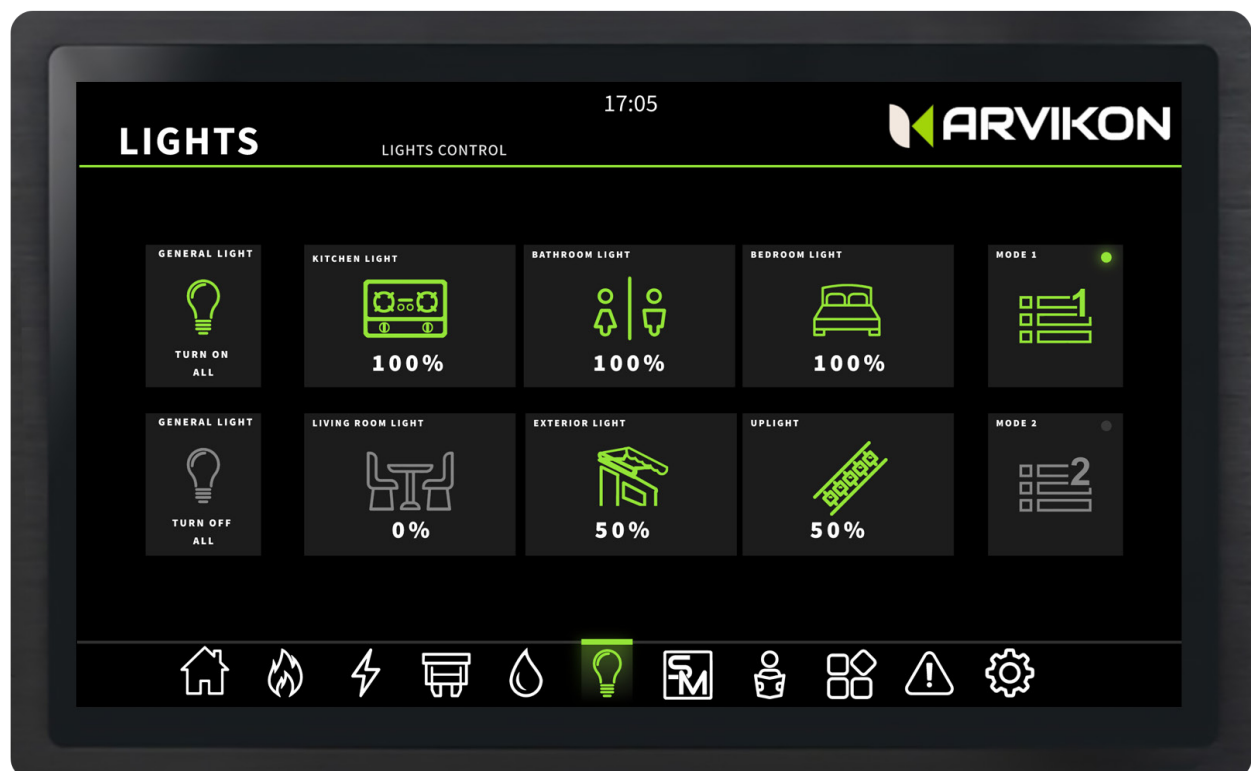 17:05
LIGHTS
LIGHTS CONTROL
ARVIKON
GENERAL LIGHT
TURN ON
ALL
KITCHEN LIGHT
100%
BATHROOM LIGHT
100%
BEDROOM LIGHT
100%
MODE 1
1
GENERAL LIGHT
TURN OFF
ALL
LIVING ROOM LIGHT
0%
EXTERIOR LIGHT
50%
UPLIGHT
50%
MODE 2
2
SM